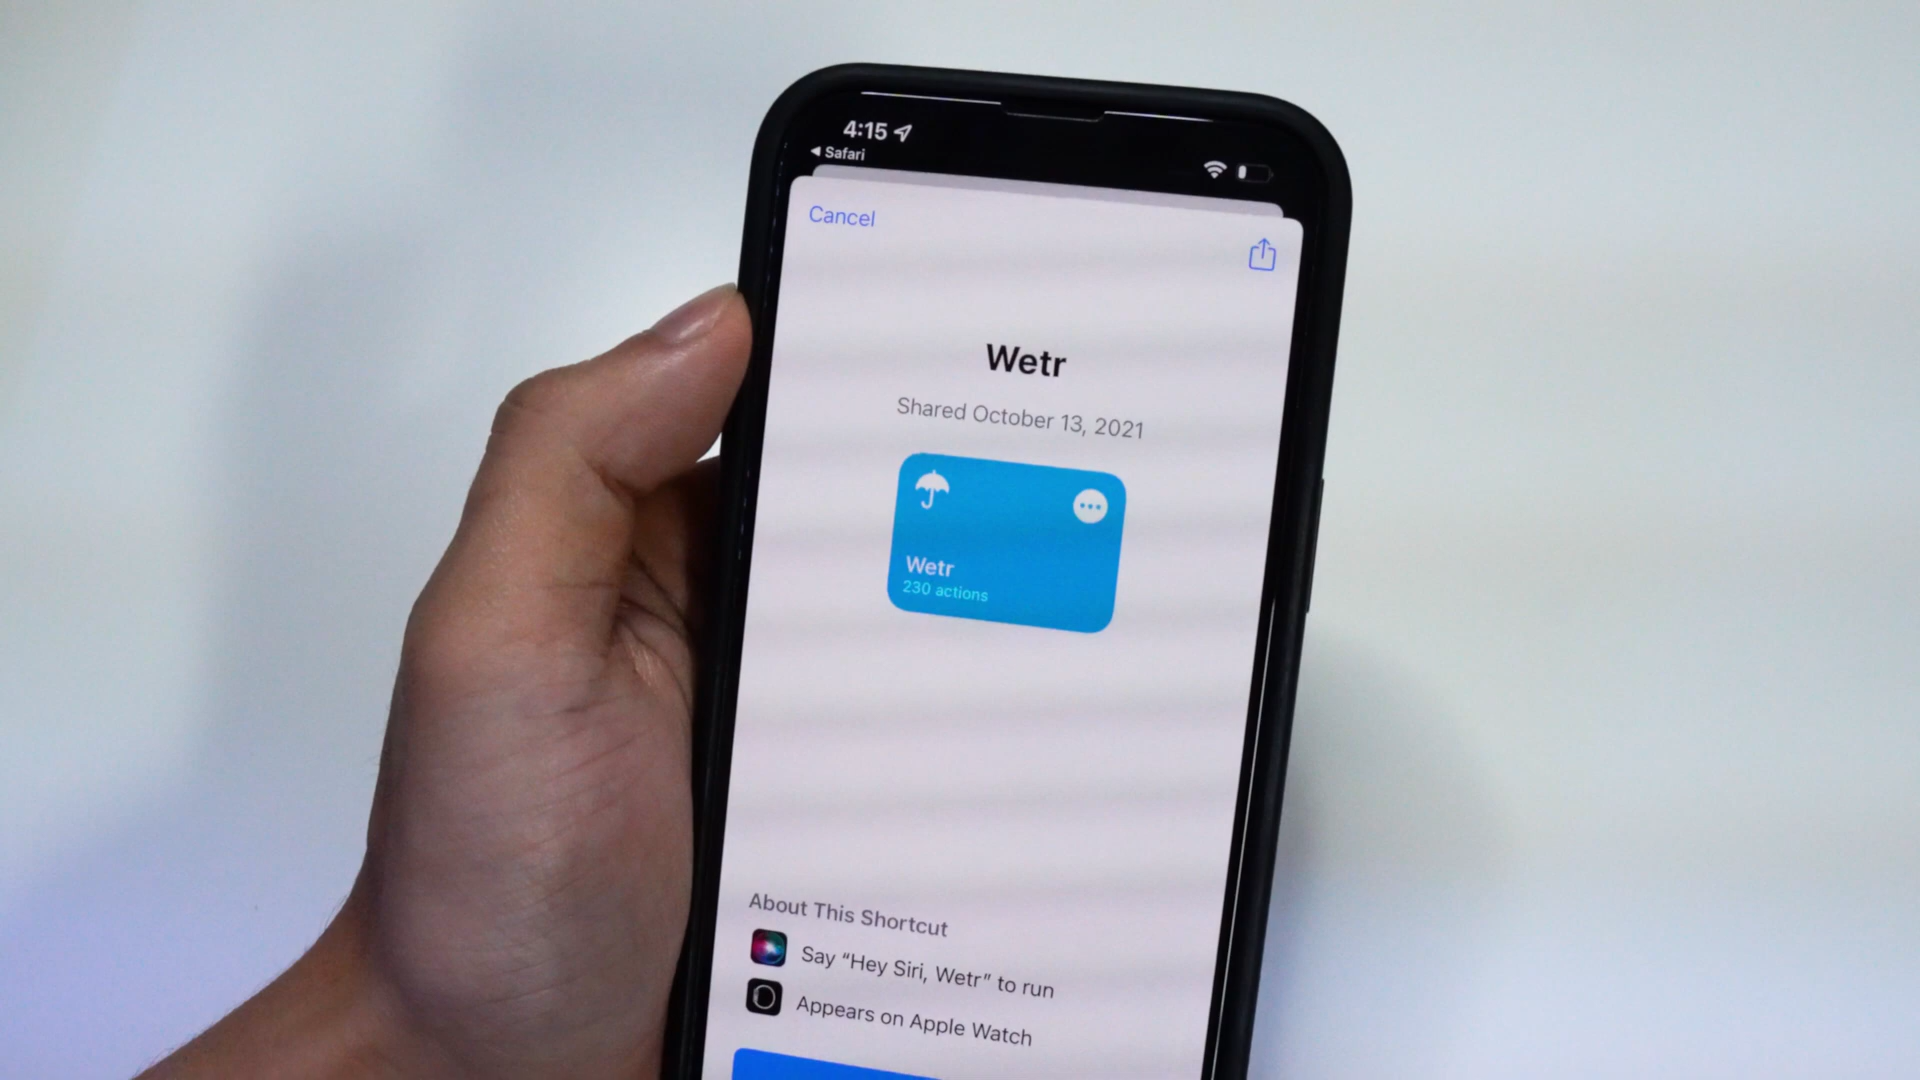 4:15
◀ Safari
Cancel
Wetr
Shared October 13, 2021
Wetr
230 actions
About This Shortcut
Say “Hey Siri, Wetr” to run
Appears on Apple Watch